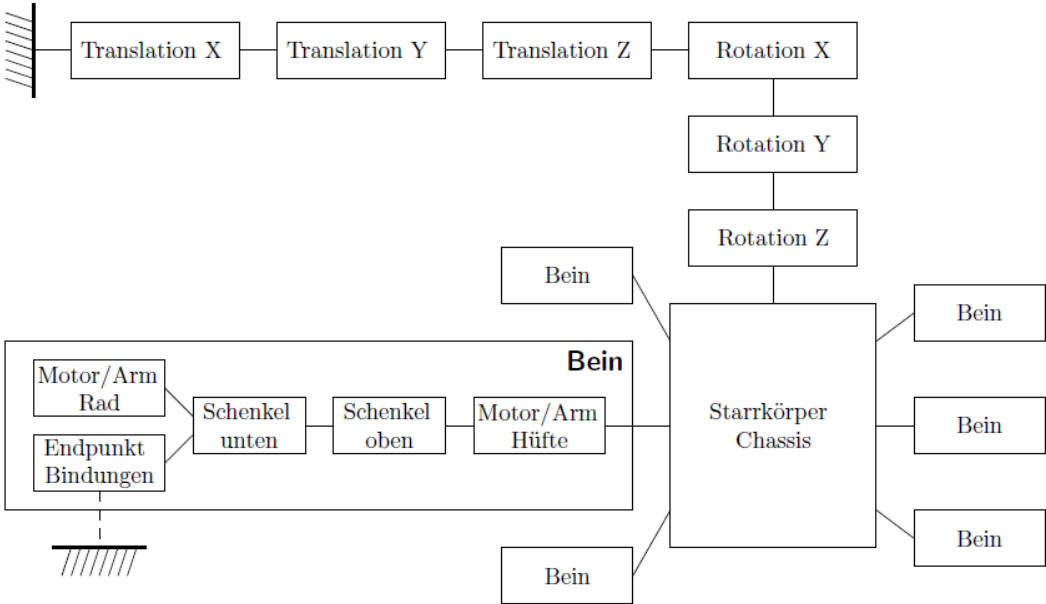 Translation X
Translation Y
Translation Z
Rotation X
Rotation Y
Rotation Z
Bein
Bein
Bein
Motor/Arm
Rad
Schenkel
unten
Schenkel
oben
Motor/Arm
Hüfte
Endpunkt
Bindungen
Starrkörper
Chassis
Bein
Bein
Bein